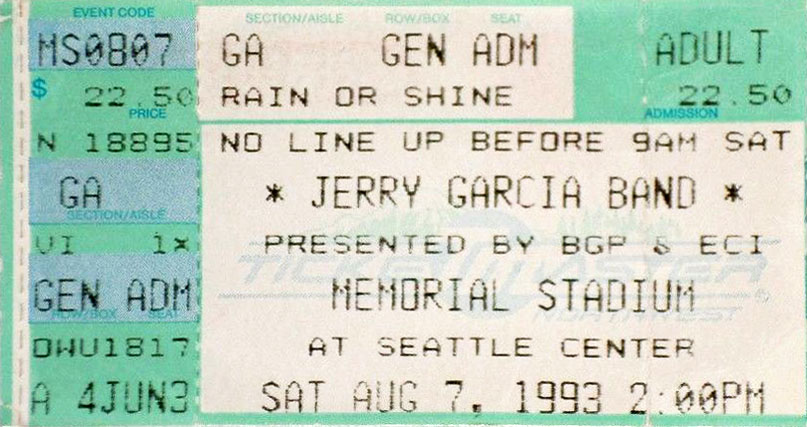 EVENT CODE SECTION/AISLE ROW/BOX SEAT
MS0807 GA GEN ADM ADULT
$ 22.50 RAIN OR SHINE 22.50
PRICE ADMISSION
N 18895 NO LINE UP BEFORE 9AM SAT
GA * JERRY GARCIA BAND *
SECTION/AISLE
VI 1x PRESENTED BY BGP & ECI
TICKETMASTER ®
GEN ADM MEMORIAL STADIUM
ROW/BOX SEAT NORTHWEST
OWU1817 AT SEATTLE CENTER
A 4JUN3 SAT AUG 7, 1993 2:00PM